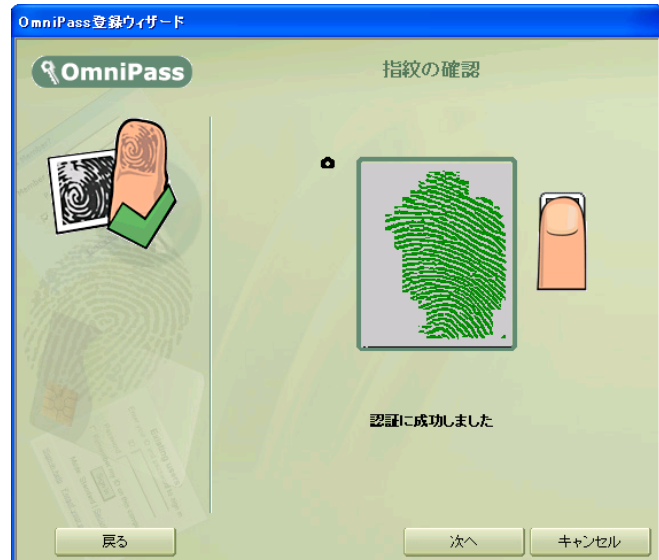 OmniPass登録ウィザード
OmniPass
指紋の確認
認証に成功しました
戻る
次へ
キャンセル